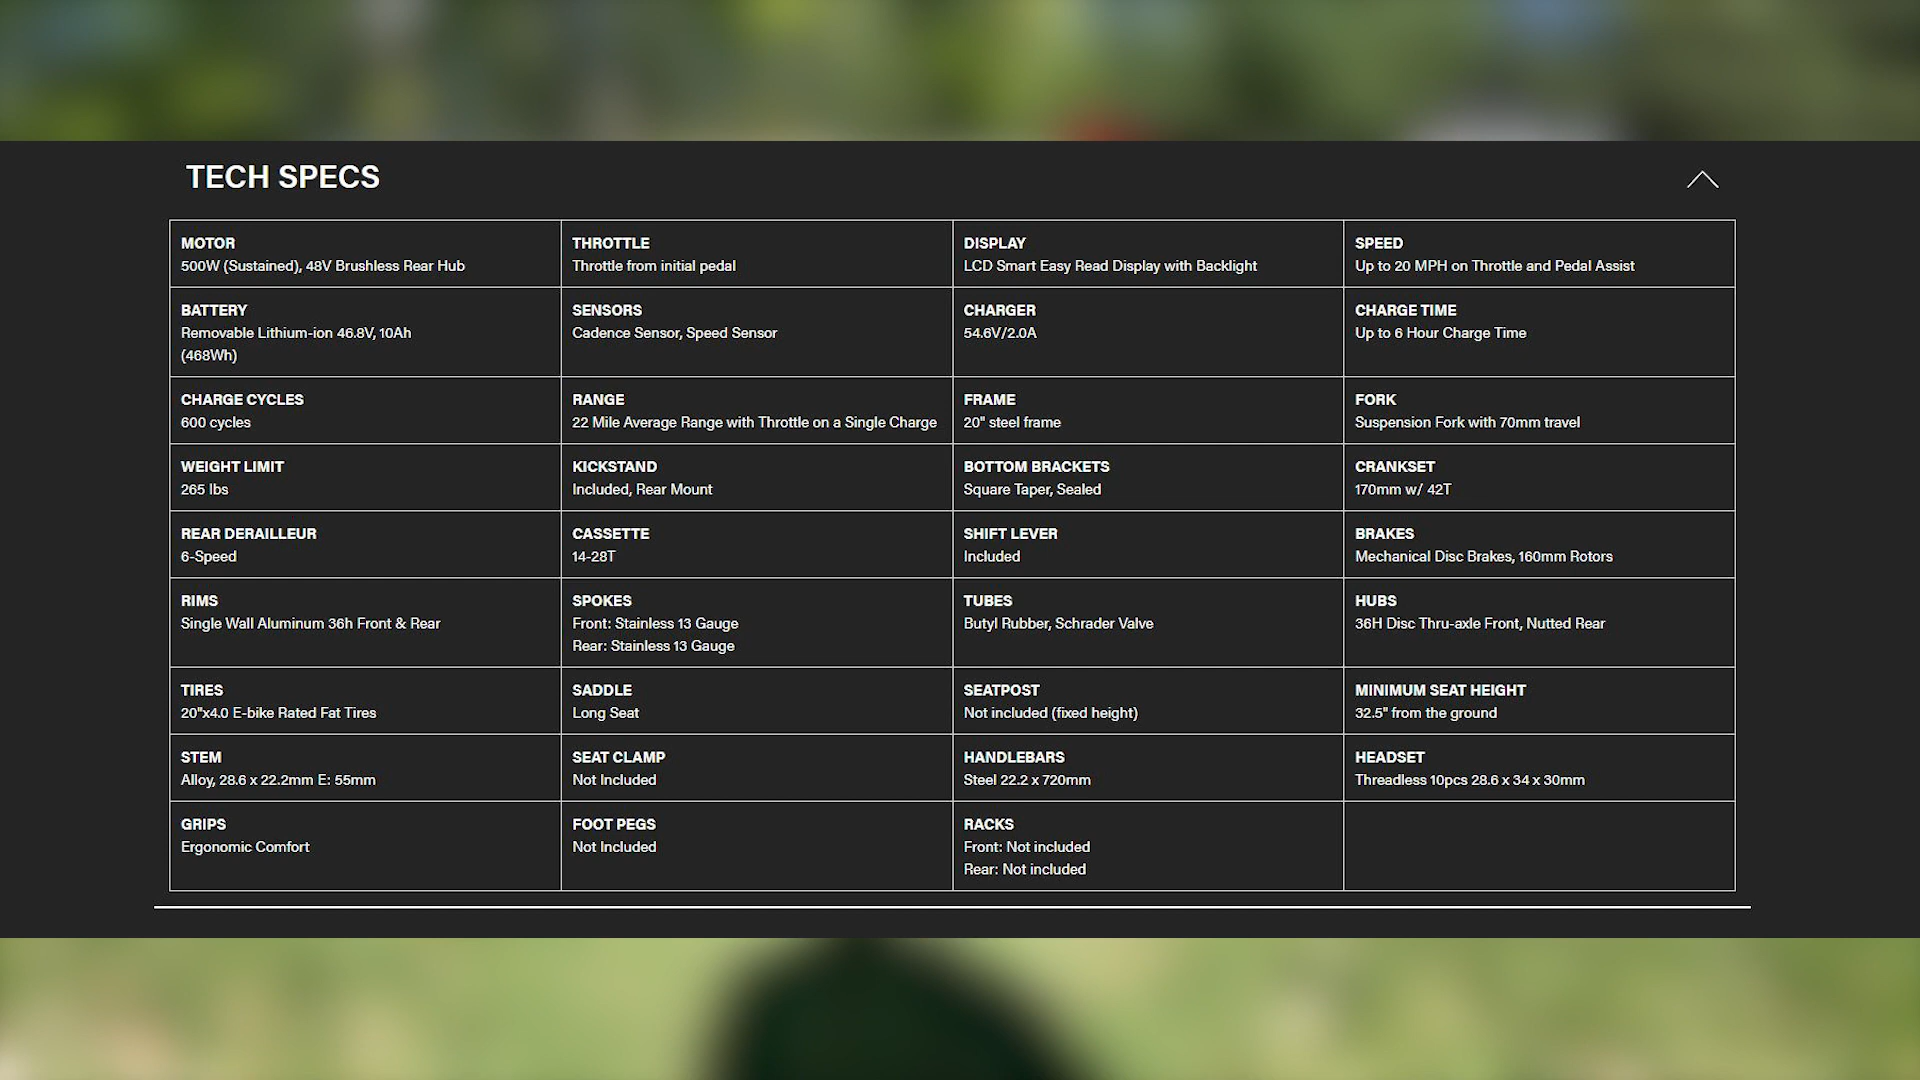 TECH SPECS
MOTOR
500W (Sustained), 48V Brushless Rear Hub
THROTTLE
Throttle from initial pedal
DISPLAY
LCD Smart Easy Read Display with Backlight
SPEED
Up to 20 MPH on Throttle and Pedal Assist
BATTERY
Removable Lithium-ion 46.8V, 10Ah
(468Wh)
SENSORS
Cadence Sensor, Speed Sensor
CHARGER
54.6V/2.0A
CHARGE TIME
Up to 6 Hour Charge Time
CHARGE CYCLES
600 cycles
RANGE
22 Mile Average Range with Throttle on a Single Charge
FRAME
20" steel frame
FORK
Suspension Fork with 70mm travel
WEIGHT LIMIT
265 lbs
KICKSTAND
Included, Rear Mount
BOTTOM BRACKETS
Square Taper, Sealed
CRANKSET
170mm w/ 42T
REAR DERAILLEUR
6-Speed
CASSETTE
14-28T
SHIFT LEVER
Included
BRAKES
Mechanical Disc Brakes, 160mm Rotors
RIMS
Single Wall Aluminum 36h Front & Rear
SPOKES
Front: Stainless 13 Gauge
Rear: Stainless 13 Gauge
TUBES
Butyl Rubber, Schrader Valve
HUBS
36H Disc Thru-axle Front, Nutted Rear
TIRES
20"x4.0 E-bike Rated Fat Tires
SADDLE
Long Seat
SEATPOST
Not included (fixed height)
MINIMUM SEAT HEIGHT
32.5" from the ground
STEM
Alloy, 28.6 x 22.2mm E: 55mm
SEAT CLAMP
Not Included
HANDLEBARS
Steel 22.2 x 720mm
HEADSET
Threadless 10pcs 28.6 x 34 x 30mm
GRIPS
Ergonomic Comfort
FOOT PEGS
Not Included
RACKS
Front: Not included
Rear: Not included